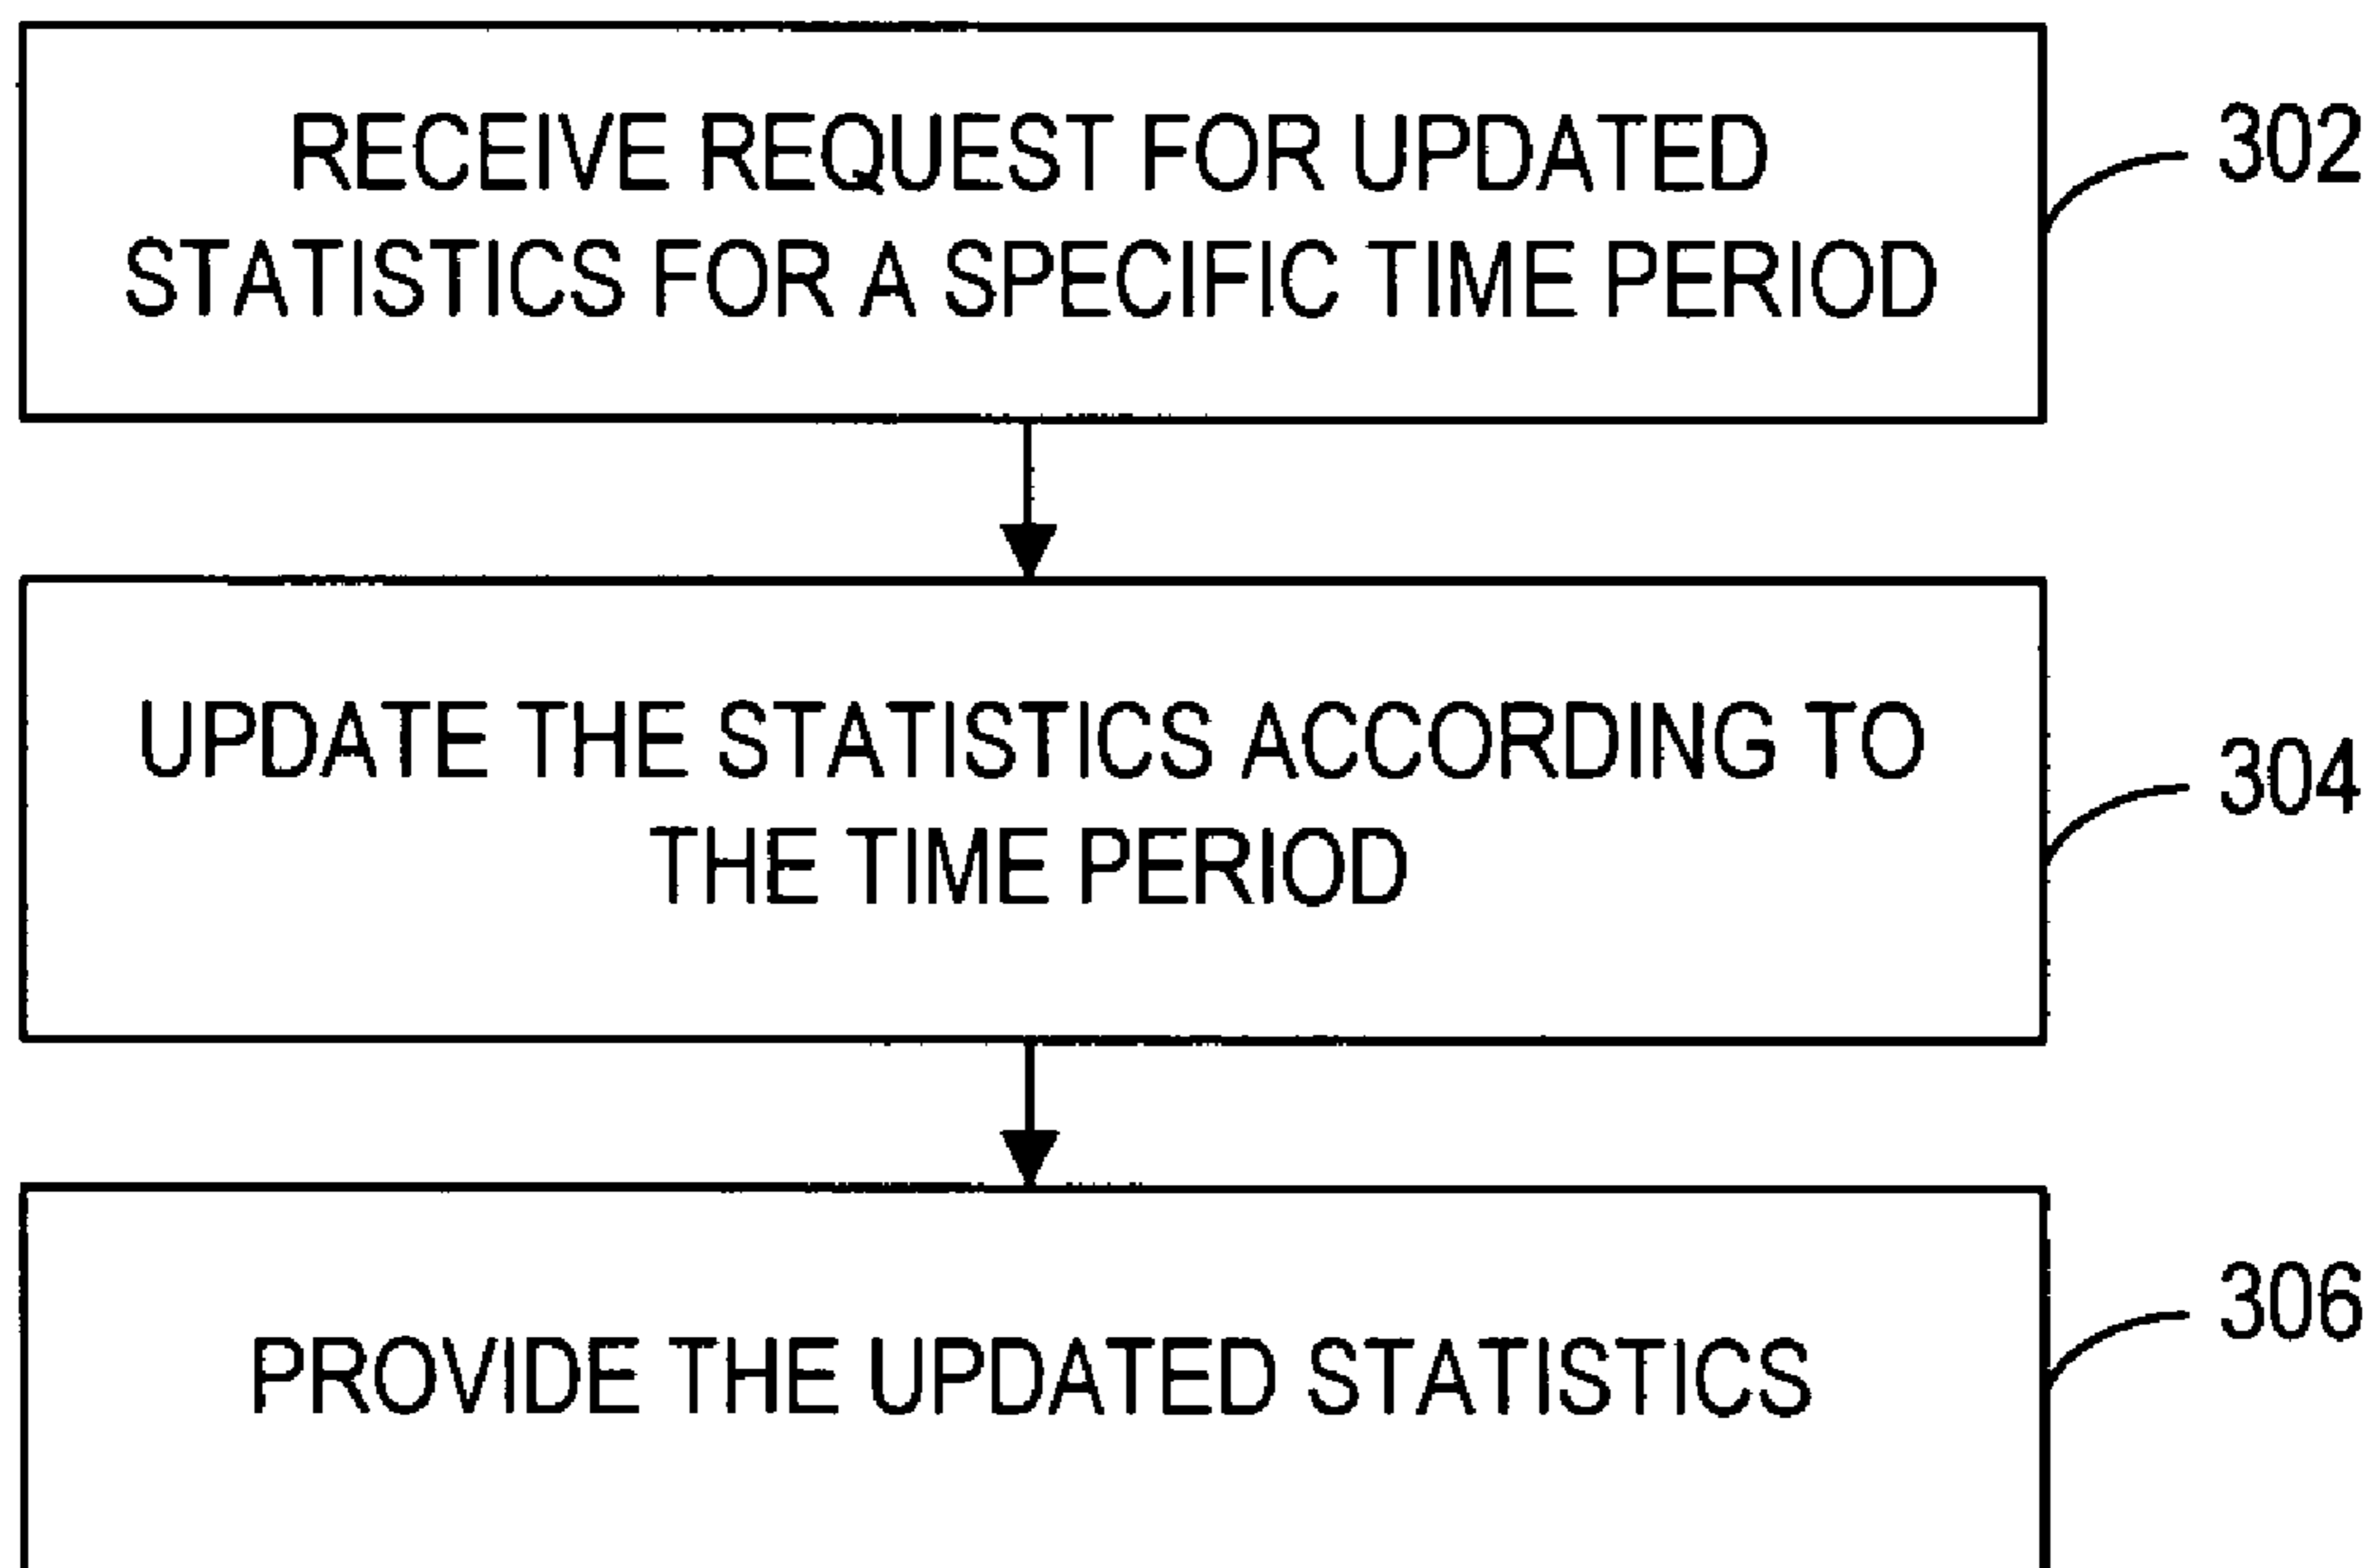 RECEIVE REQUEST FOR UPDATED
STATISTICS FOR A SPECIFIC TIME PERIOD
302
UPDATE THE STATISTICS ACCORDING TO
THE TIME PERIOD
304
PROVIDE THE UPDATED STATISTICS
306